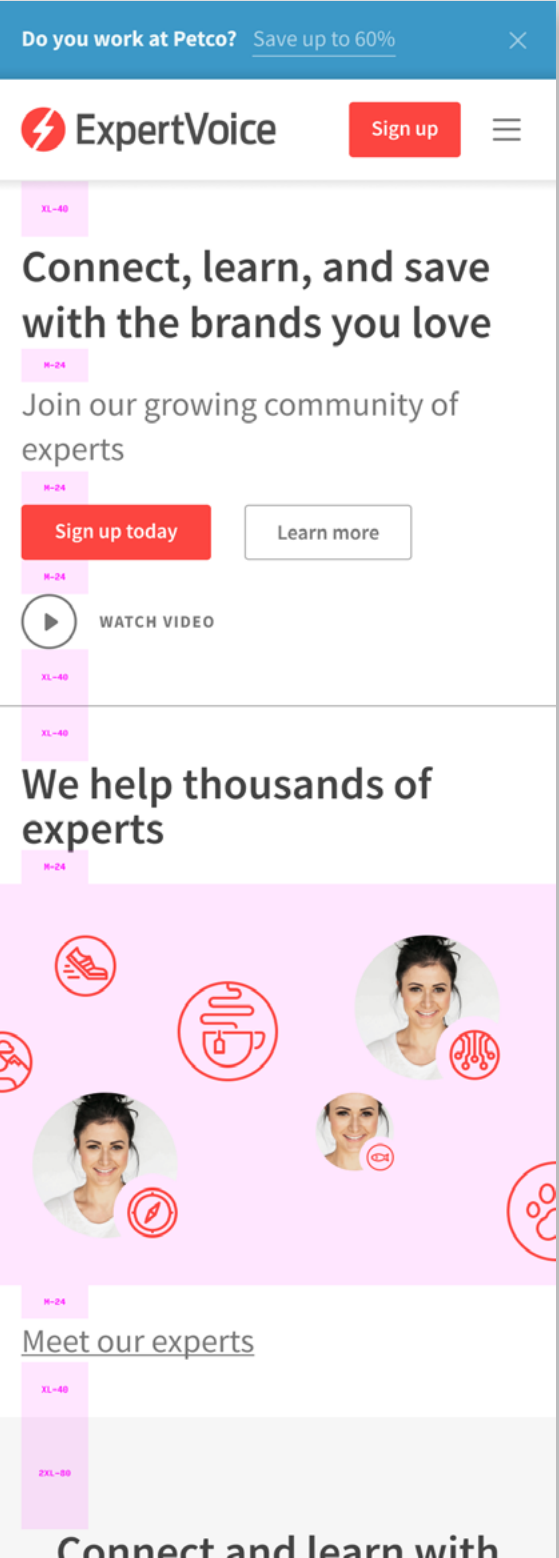 Do you work at Petco? Save up to 60%
ExpertVoice Sign up
XL-40
Connect, learn, and save
with the brands you love
M-24
Join our growing community of
experts
M-24
Sign up today Learn more
M-24
WATCH VIDEO
XL-40
XL-40
We help thousands of
experts
M-24
M-24
Meet our experts
XL-40
2XL-80
Connect and learn with